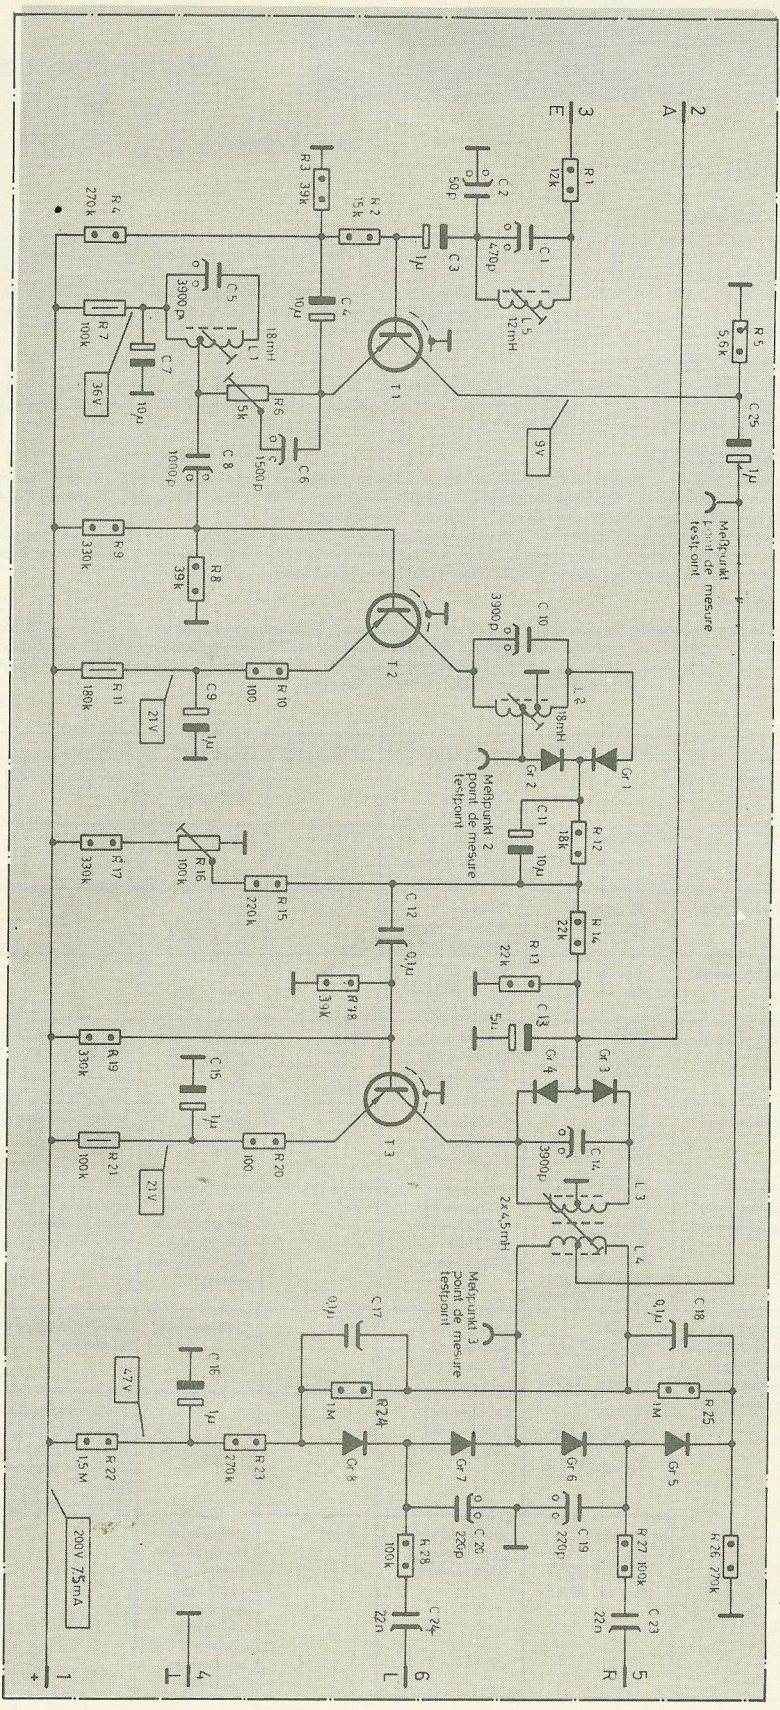 2
A
3
E
R1
12k
C1
470p
L5
12mH
C2
50p
C3
1µ
R2
15k
R3
39k
R4
270k
C4
10µ
C5
3900p
L1
18mH
R7
100k
C7
10µ
36V
R6
5k
C6
1500p
C8
1000p
T1
R5
5,6k
C25
1µ
9V
Meßpunkt
point de mesure
testpoint
R9
330k
R8
39k
T2
C10
3900p
L2
18mH
Gr 1
Gr 2
Meßpunkt 2
point de mesure
testpoint
R10
100
C9
1µ
R11
180k
21V
C11
10µ
R12
18k
R17
330k
R16
100k
R15
220k
C12
0,1µ
R14
22k
R13
22k
C13
5µ
R18
39k
R19
330k
C15
1µ
R20
100
R21
100k
21V
T3
Gr 3
Gr 4
C14
3900p
L3
2x4,5mH
L4
Meßpunkt 3
point de mesure
testpoint
C17
0,1µ
C18
0,1µ
R24
1M
R25
1M
C16
1µ
47V
R22
1,5M
R23
270k
Gr 8
Gr 7
Gr 6
Gr 5
C20
220p
C19
220p
R28
100k
R27 100k
R26 270k
C24
22n
C23
22n
200V 7,5mA
1
+
4
6
L
5
R